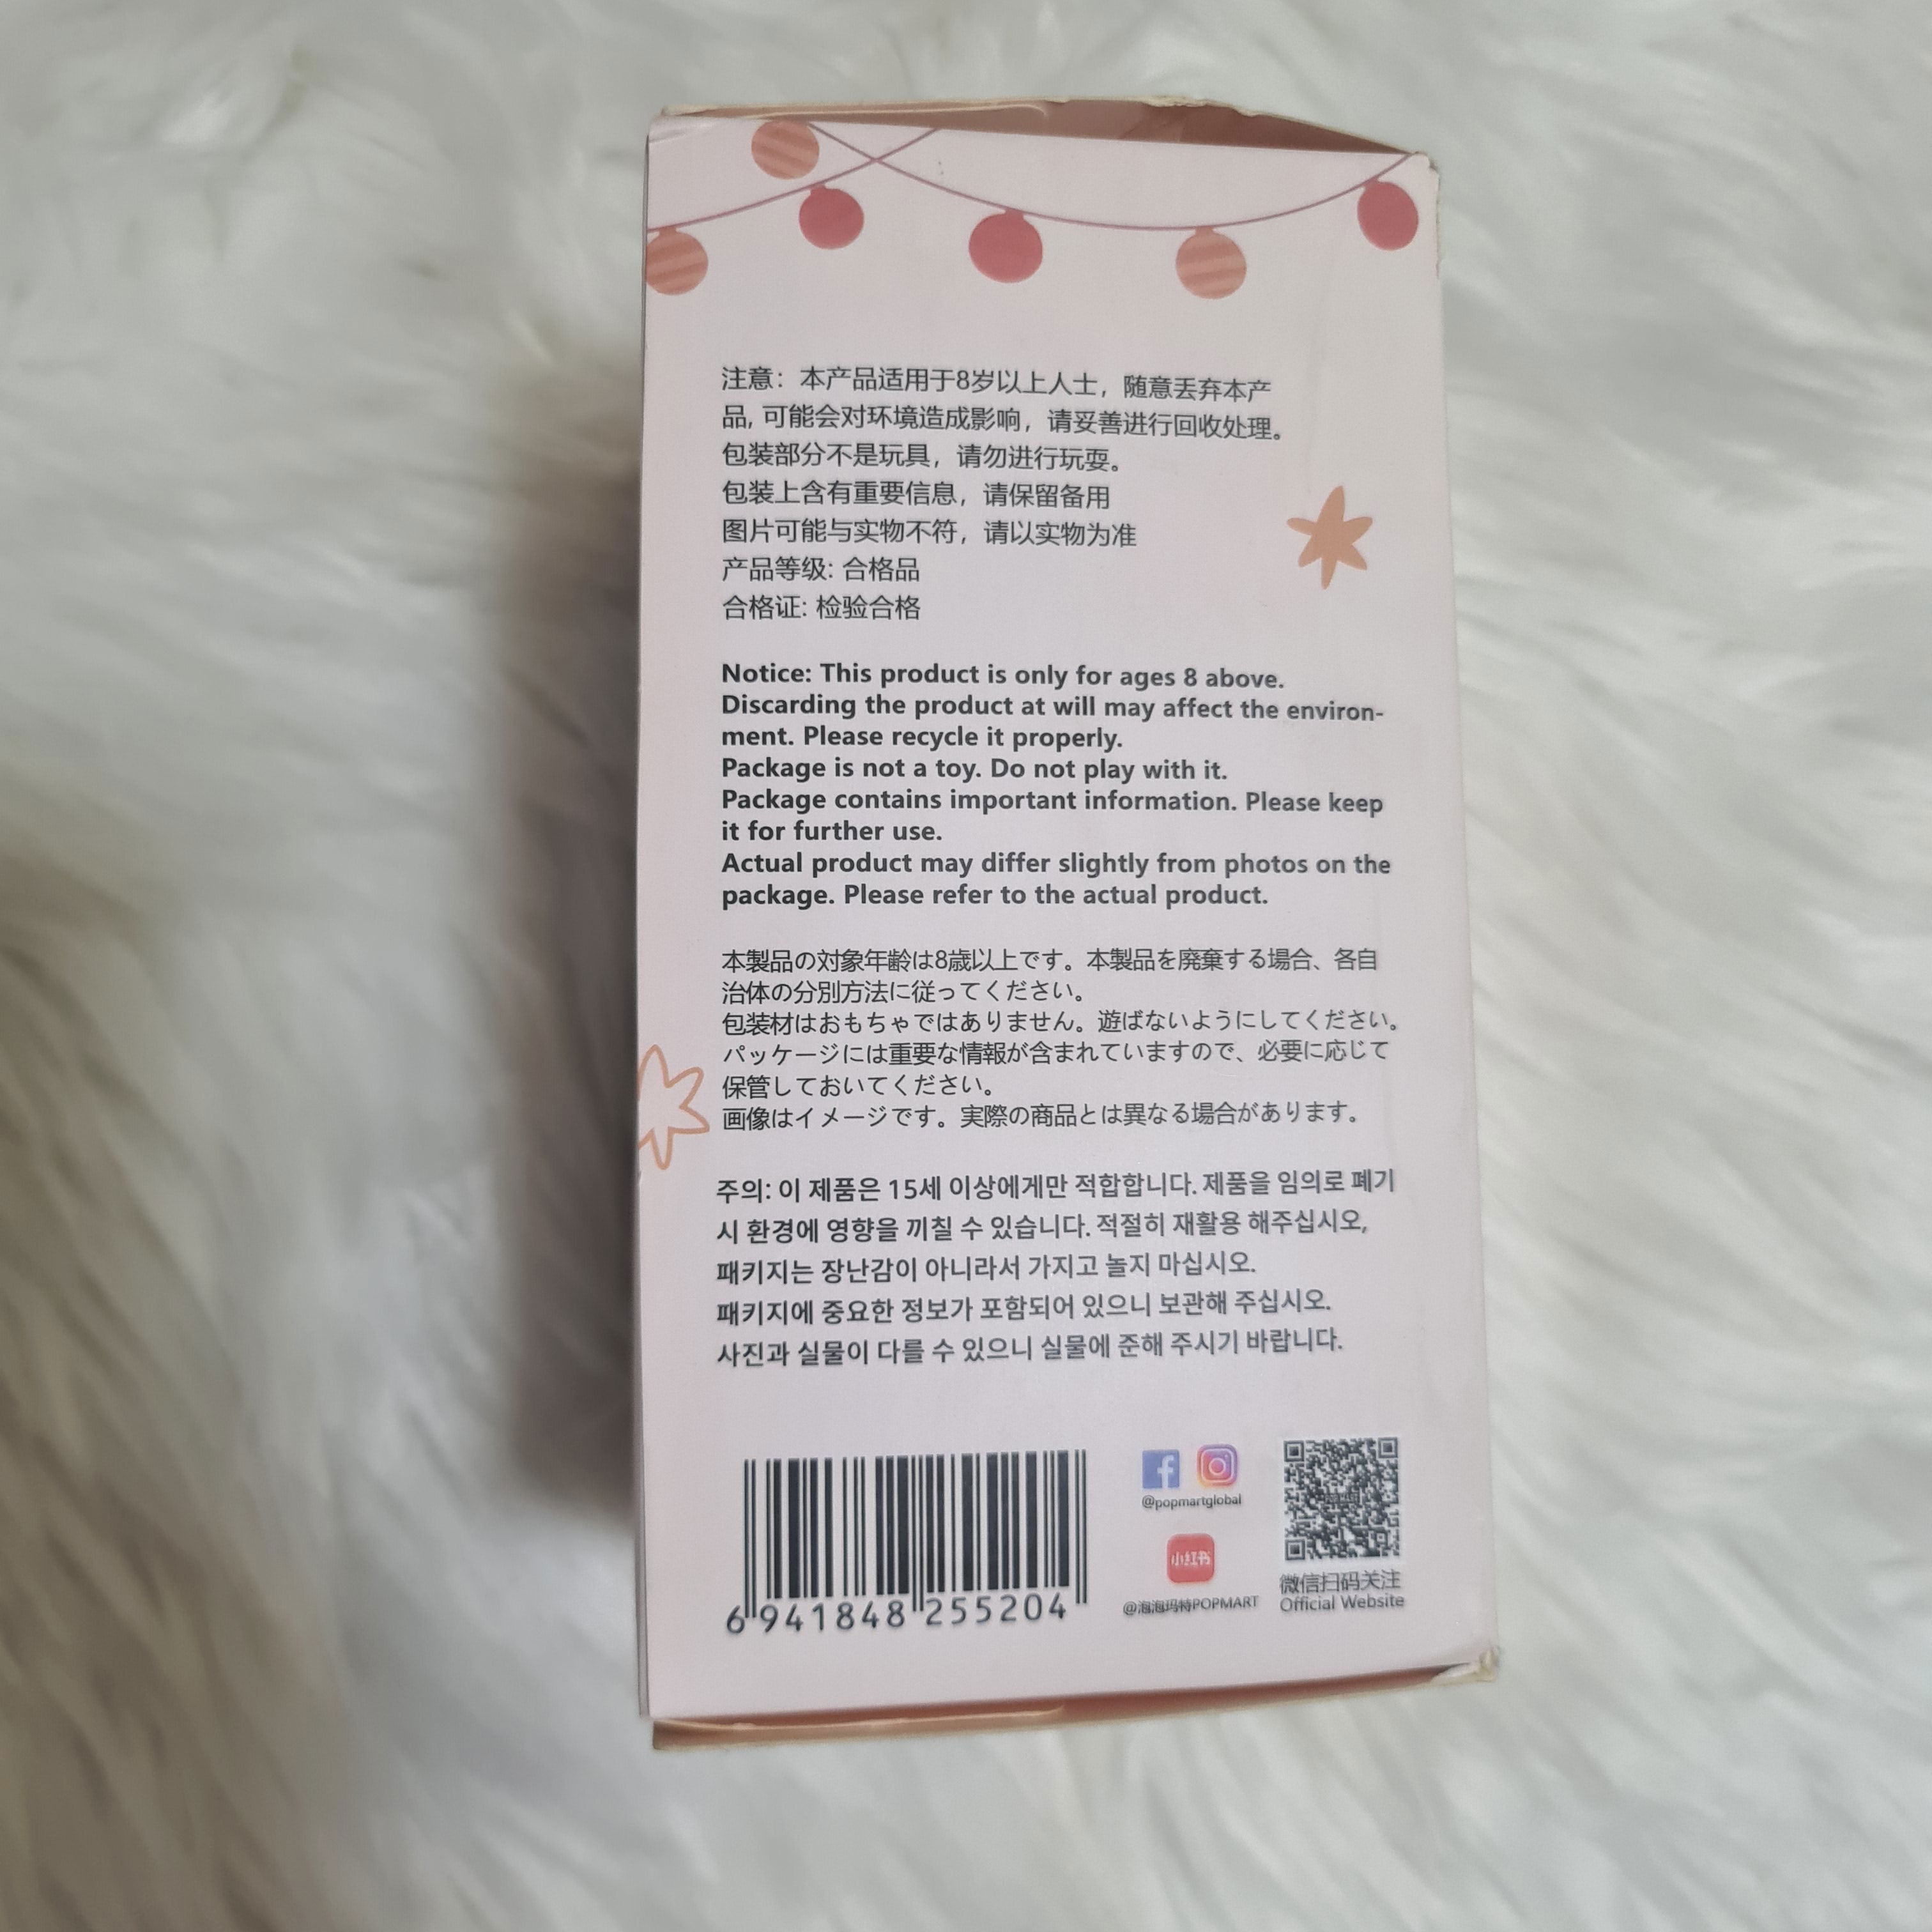 注意：本产品适用于8岁以上人士，随意丢弃本产
品, 可能会对环境造成影响，请妥善进行回收处理。
包装部分不是玩具，请勿进行玩耍。
包装上含有重要信息，请保留备用
图片可能与实物不符，请以实物为准
产品等级: 合格品
合格证: 检验合格
Notice: This product is only for ages 8 above.
Discarding the product at will may affect the environ-
ment. Please recycle it properly.
Package is not a toy. Do not play with it.
Package contains important information. Please keep
it for further use.
Actual product may differ slightly from photos on the
package. Please refer to the actual product.
本製品の対象年齢は8歳以上です。本製品を廃棄する場合、各自
治体の分別方法に従ってください。
包装材はおもちゃではありません。遊ばないようにしてください。
パッケージには重要な情報が含まれていますので、必要に応じて
保管しておいてください。
画像はイメージです。実際の商品とは異なる場合があります。
주의: 이 제품은 15세 이상에게만 적합합니다. 제품을 임의로 폐기
시 환경에 영향을 끼칠 수 있습니다. 적절히 재활용 해주십시오,
패키지는 장난감이 아니라서 가지고 놀지 마십시오.
패키지에 중요한 정보가 포함되어 있으니 보관해 주십시오.
사진과 실물이 다를 수 있으니 실물에 준해 주시기 바랍니다.
6 941848 255204
@popmartglobal
小红书
@泡泡玛特POPMART
微信扫码关注
Official Website